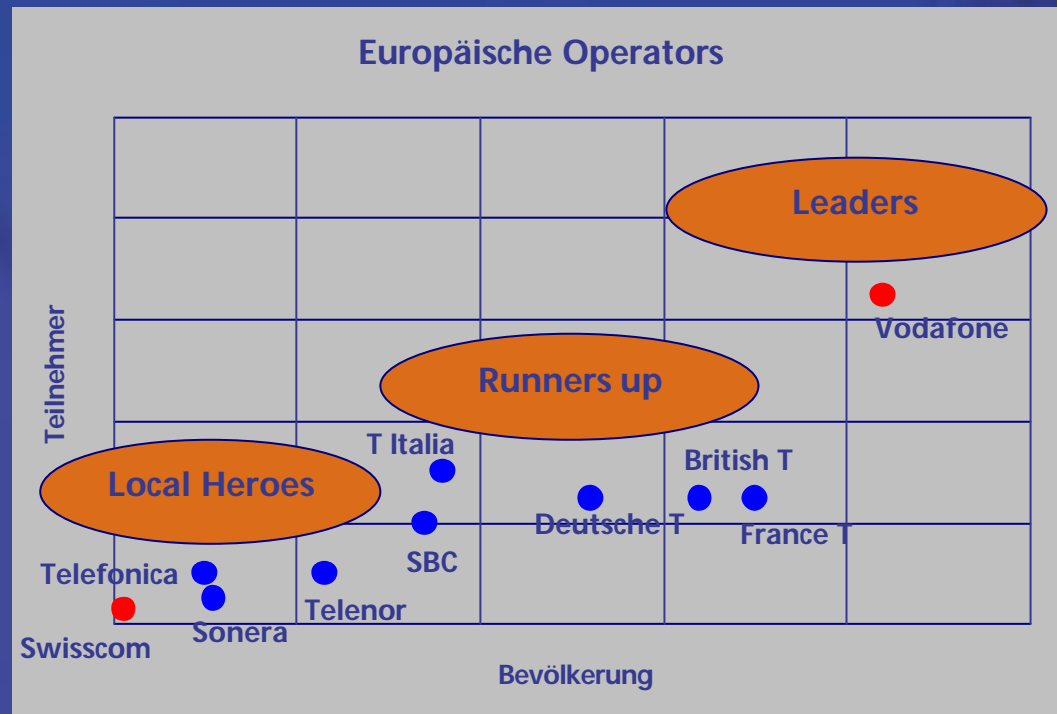 Europäische Operators
Leaders
Vodafone
Teilnehmer
Runners up
T Italia
British T
Local Heroes
Deutsche T
France T
SBC
Telefonica
Telenor
Sonera
Swisscom
Bevölkerung